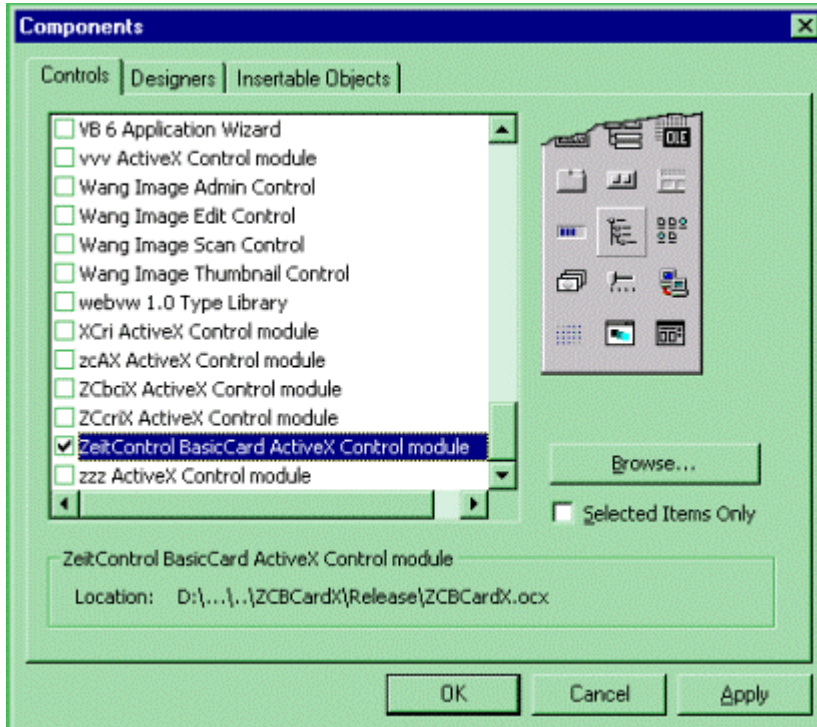 Components
Controls Designers Insertable Objects
VB 6 Application Wizard
vvv ActiveX Control module
Wang Image Admin Control
Wang Image Edit Control
Wang Image Scan Control
Wang Image Thumbnail Control
webvw 1.0 Type Library
XCri ActiveX Control module
zcAX ActiveX Control module
ZCbciX ActiveX Control module
ZCcriX ActiveX Control module
ZeitControl BasicCard ActiveX Control module
zzz ActiveX Control module
OLE
Browse...
Selected Items Only
ZeitControl BasicCard ActiveX Control module
Location: D:\...\..\ZCBCardX\Release\ZCBCardX.ocx
OK Cancel Apply